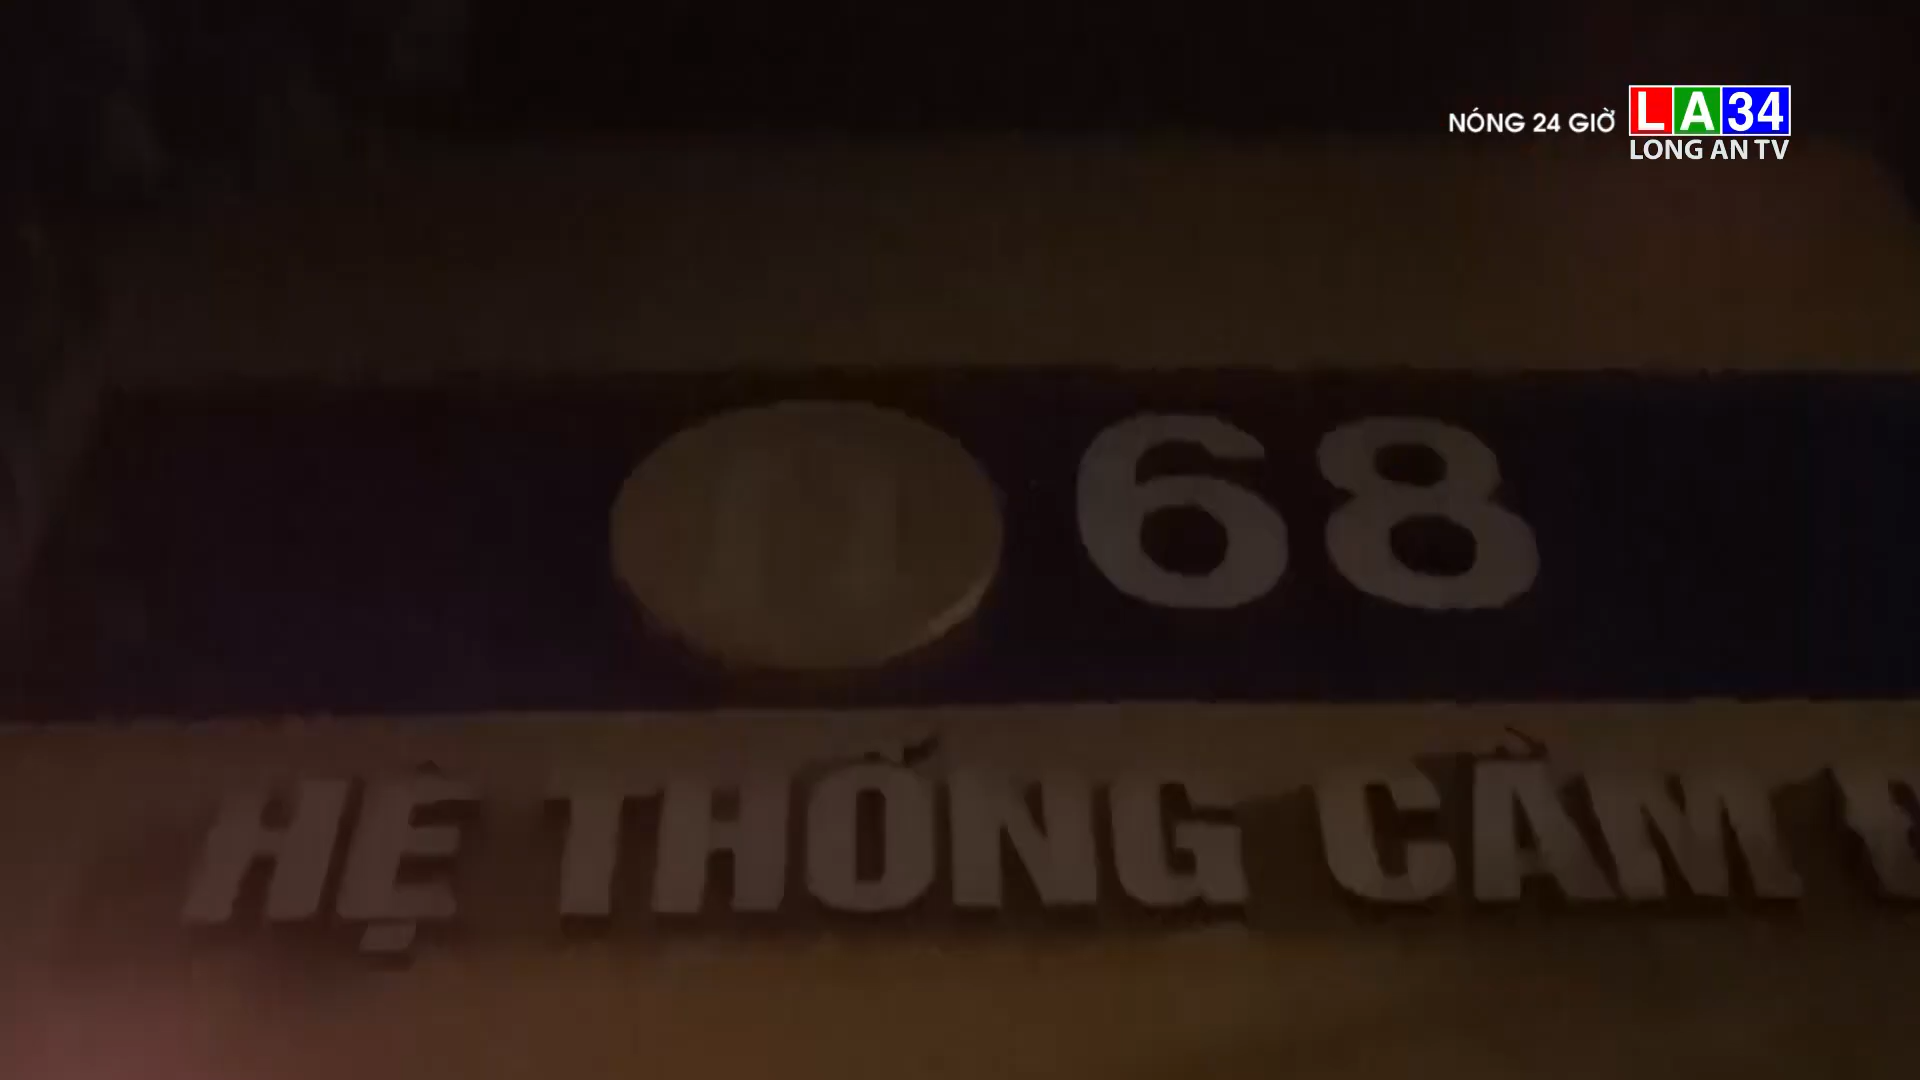 NÓNG 24 GIỜ
LA34
LONG AN TV
68
HỆ THỐNG CẦM